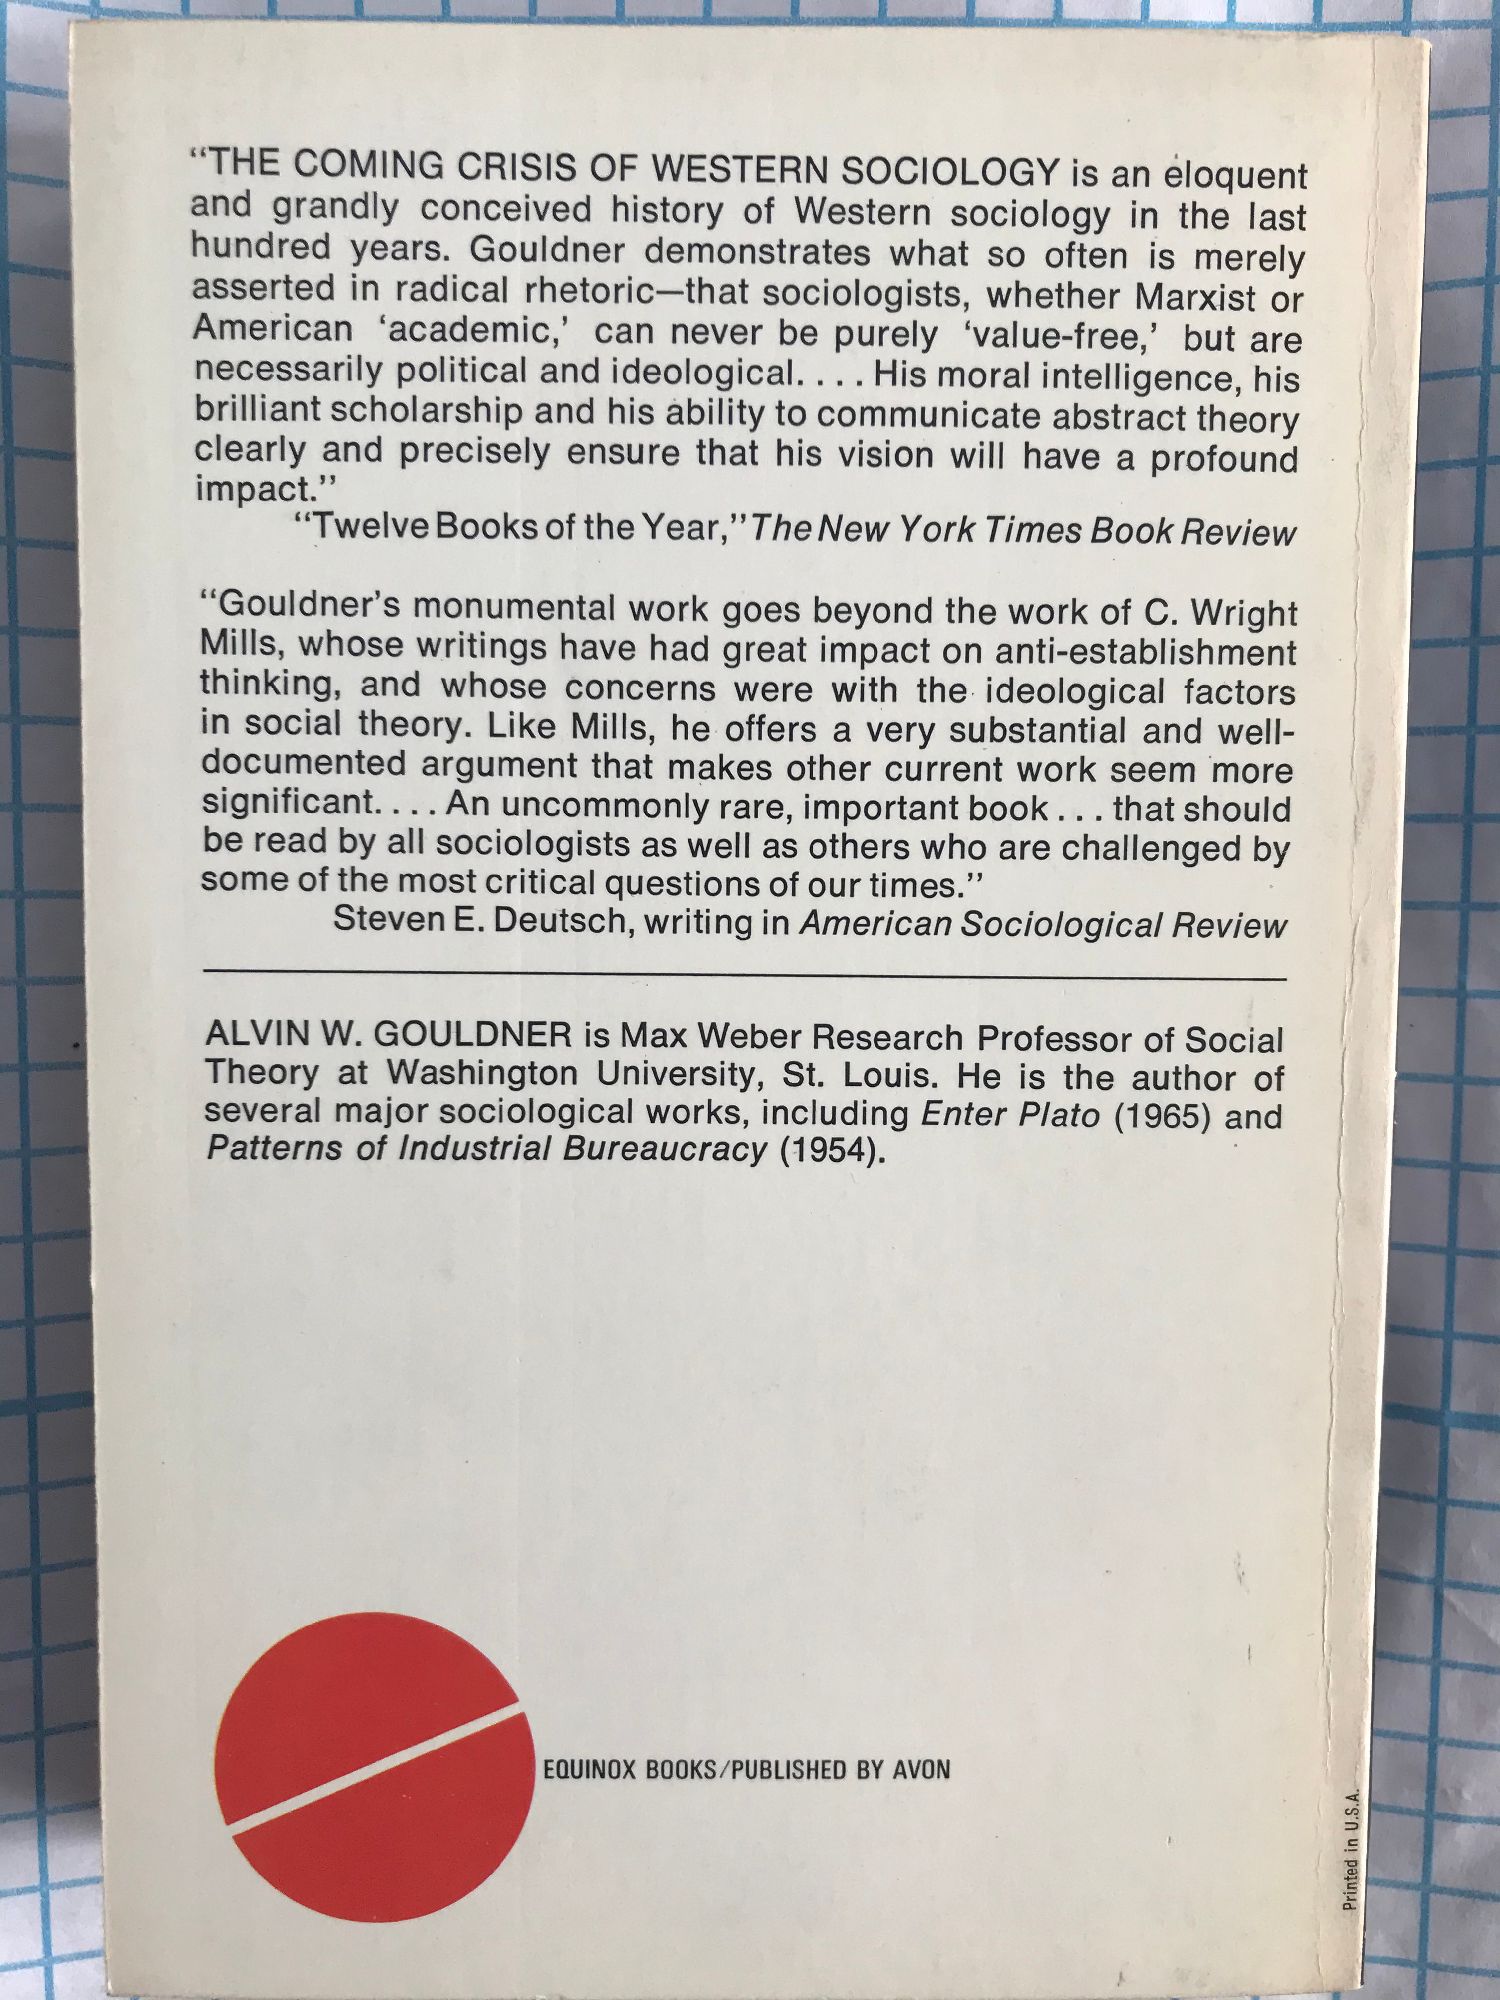 “THE COMING CRISIS OF WESTERN SOCIOLOGY is an eloquent
and grandly conceived history of Western sociology in the last
hundred years. Gouldner demonstrates what so often is merely
asserted in radical rhetoric—that sociologists, whether Marxist or
American ‘academic,’ can never be purely ‘value-free,’ but are
necessarily political and ideological. . . . His moral intelligence, his
brilliant scholarship and his ability to communicate abstract theory
clearly and precisely ensure that his vision will have a profound
impact.”
“Twelve Books of the Year,” The New York Times Book Review
“Gouldner’s monumental work goes beyond the work of C. Wright
Mills, whose writings have had great impact on anti-establishment
thinking, and whose concerns were with the ideological factors
in social theory. Like Mills, he offers a very substantial and well-
documented argument that makes other current work seem more
significant. . . . An uncommonly rare, important book . . . that should
be read by all sociologists as well as others who are challenged by
some of the most critical questions of our times.”
Steven E. Deutsch, writing in American Sociological Review
ALVIN W. GOULDNER is Max Weber Research Professor of Social
Theory at Washington University, St. Louis. He is the author of
several major sociological works, including Enter Plato (1965) and
Patterns of Industrial Bureaucracy (1954).
EQUINOX BOOKS/PUBLISHED BY AVON
Printed in U.S.A.